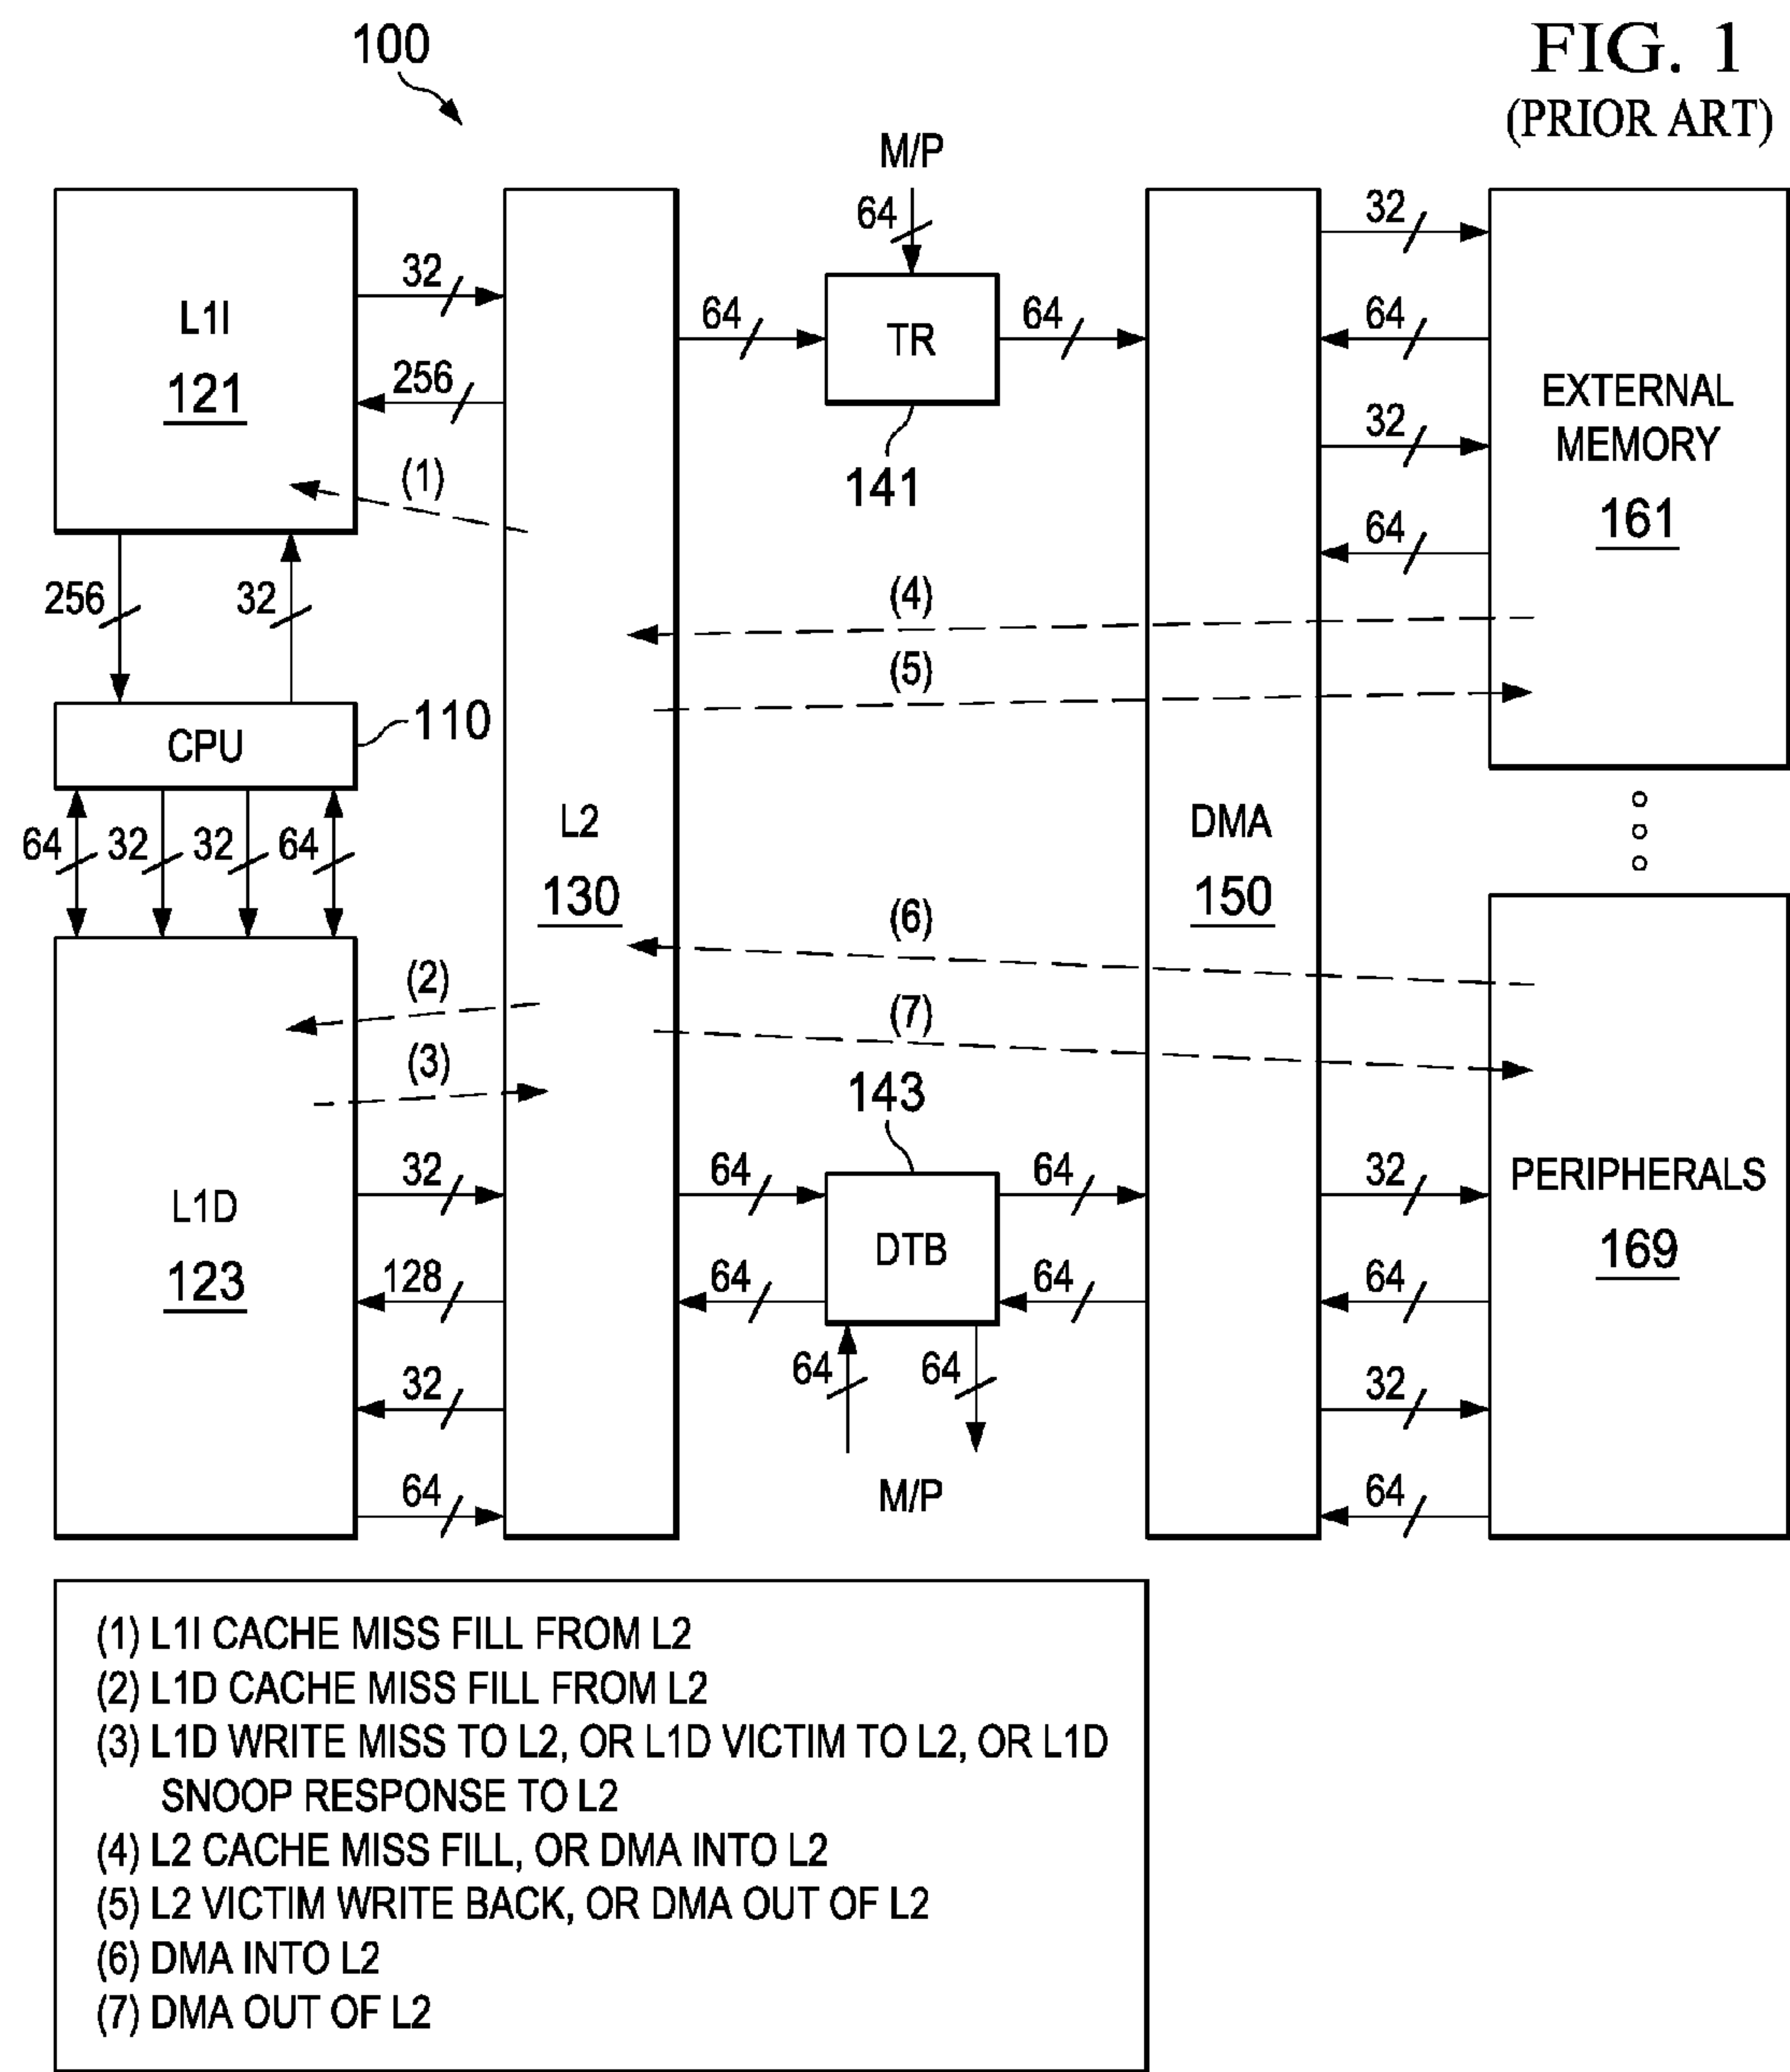 FIG. 1
(PRIOR ART)
100
M/P
64
L1I
121
32
256
(1)
256
32
CPU
110
64
32
32
64
L1D
123
(2)
(3)
32
128
32
64
L2
130
64
TR
64
141
(4)
(5)
(6)
(7)
143
64
DTB
64
64
64
64
64
M/P
DMA
150
32
64
32
64
EXTERNAL
MEMORY
161
PERIPHERALS
169
32
64
32
64
(1) L1I CACHE MISS FILL FROM L2
(2) L1D CACHE MISS FILL FROM L2
(3) L1D WRITE MISS TO L2, OR L1D VICTIM TO L2, OR L1D
SNOOP RESPONSE TO L2
(4) L2 CACHE MISS FILL, OR DMA INTO L2
(5) L2 VICTIM WRITE BACK, OR DMA OUT OF L2
(6) DMA INTO L2
(7) DMA OUT OF L2